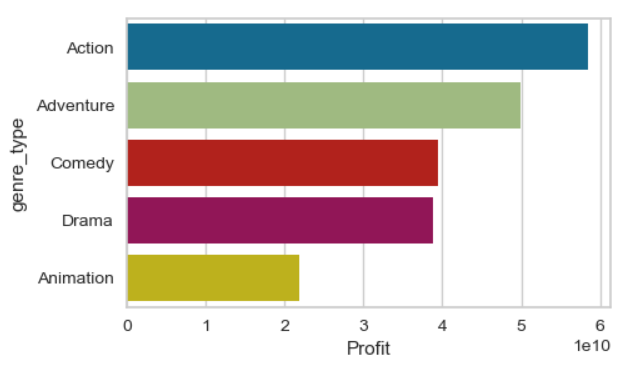 Action
Adventure
Comedy
Drama
Animation
genre_type
0 1 2 3 4 5 6
1e10
Profit